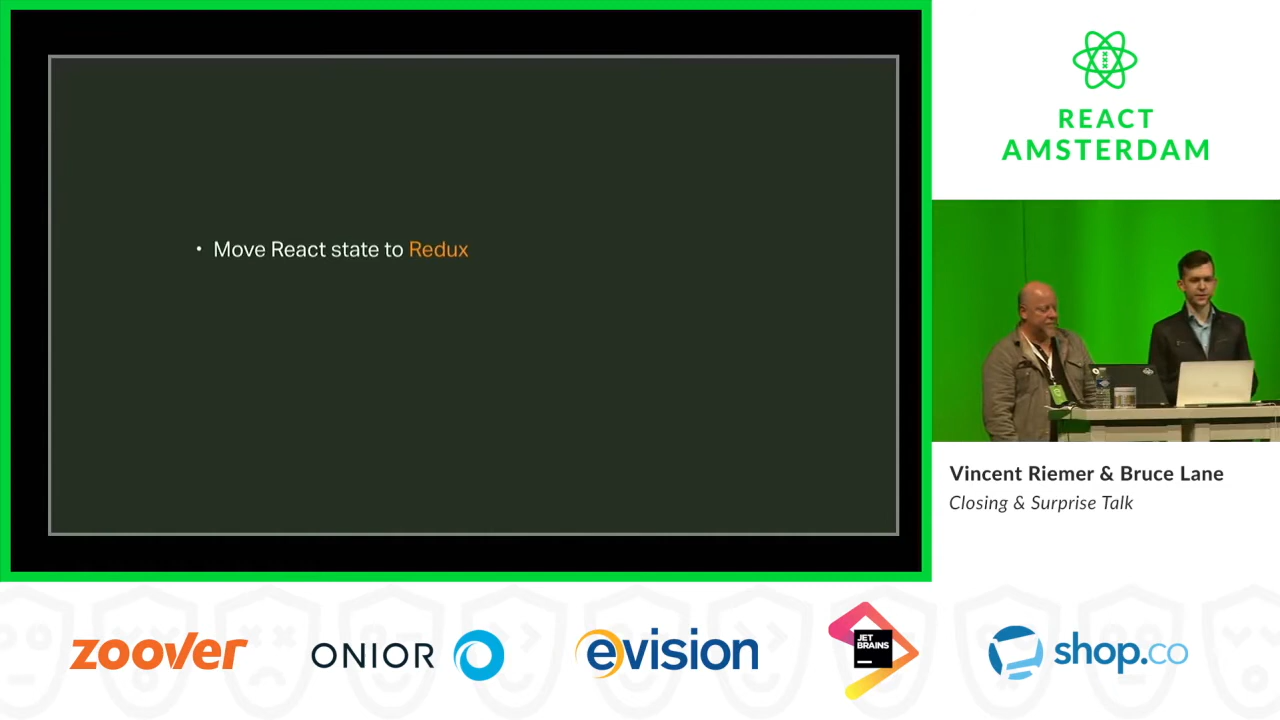 • Move React state to Redux
REACT
AMSTERDAM
Vincent Riemer & Bruce Lane
Closing & Surprise Talk
zoover
ONIOR
evision
JET
BRAINS
shop.co